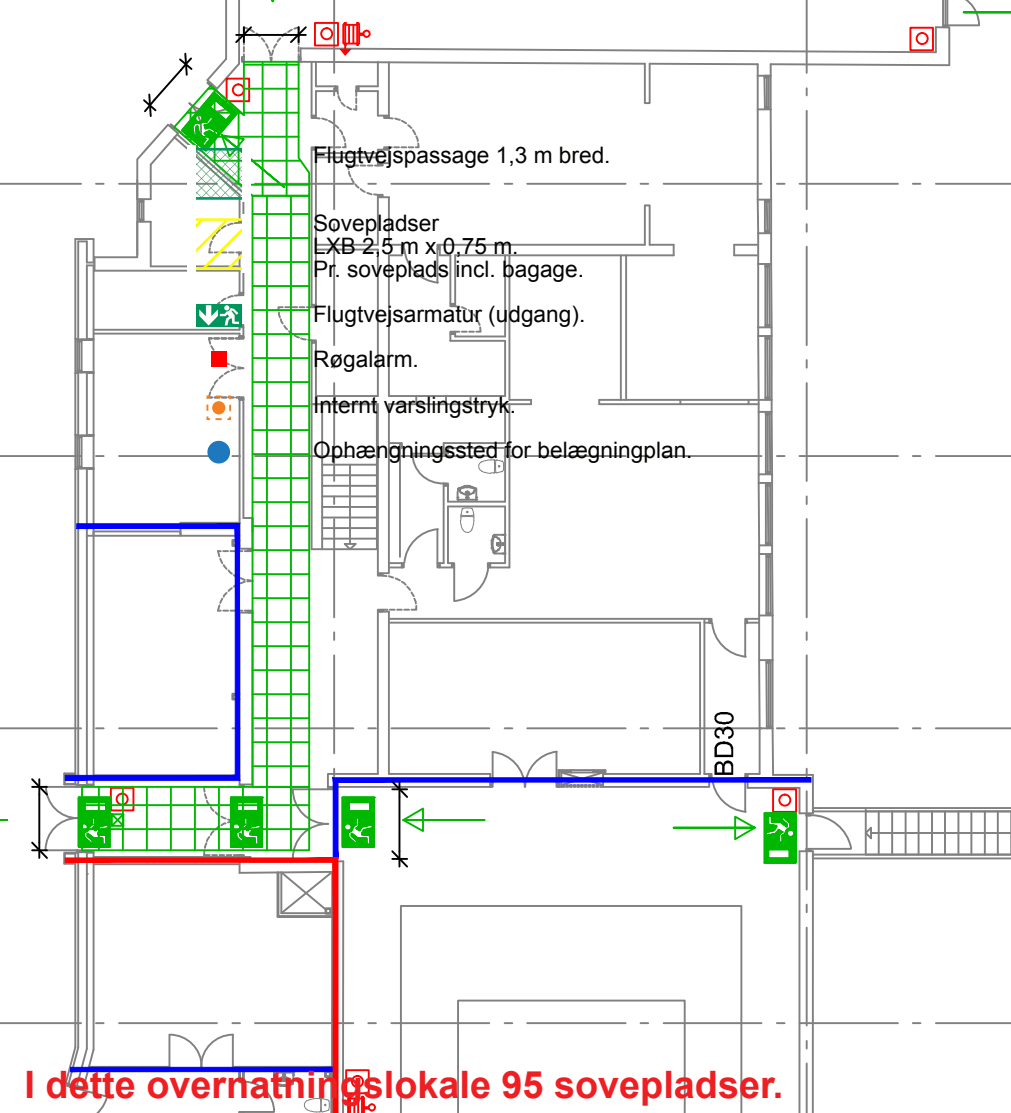 Flugtvejspassage 1,3 m bred.
Sovepladser
LXB 2,5 m x 0,75 m.
Pr. soveplads incl. bagage.
Flugtvejsarmatur (udgang).
Røgalarm.
Internt varslingstryk.
Ophængningssted for belægningplan.
BD30
I dette overnatningslokale 95 sovepladser.